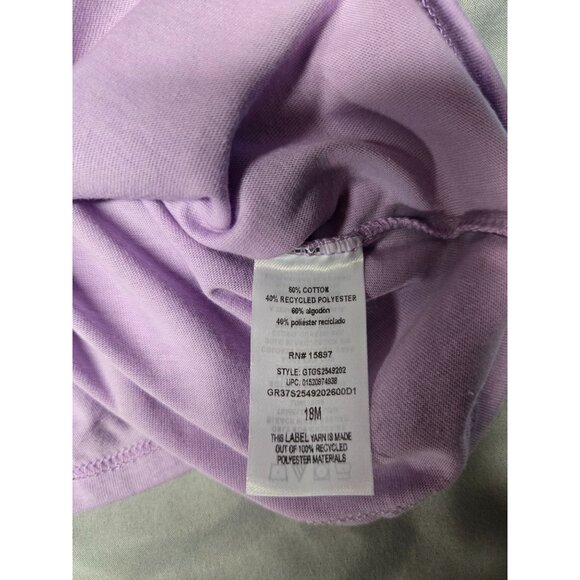 60% COTTON
40% RECYCLED POLYESTER
60% algodón
40% poliéster reciclado
RN# 15897
STYLE: GTGS2549202
UPC: 01520974938
GR37S2549202600D1
18M
THIS LABEL YARN IS MADE
OUT OF 100% RECYCLED
POLYESTER MATERIALS